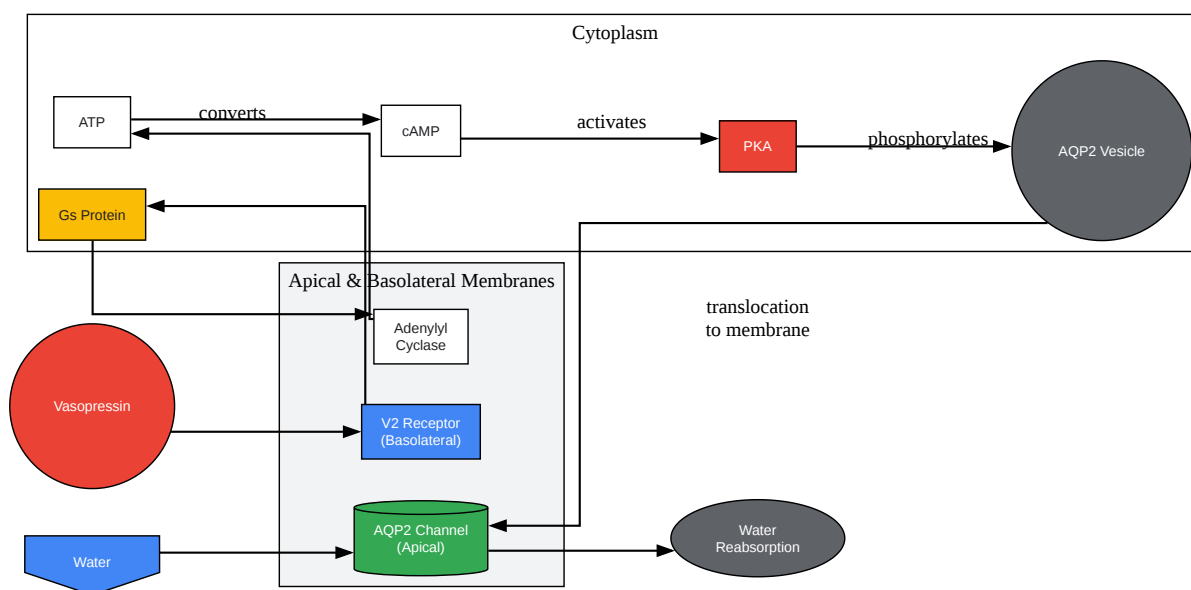 Cytoplasm
ATP
converts
cAMP
activates
PKA
phosphorylates
AQP2 Vesicle
Gs Protein
Apical & Basolateral Membranes
Adenylyl
Cyclase
translocation
to membrane
Vasopressin
V2 Receptor
(Basolateral)
AQP2 Channel
(Apical)
Water
Reabsorption
Water